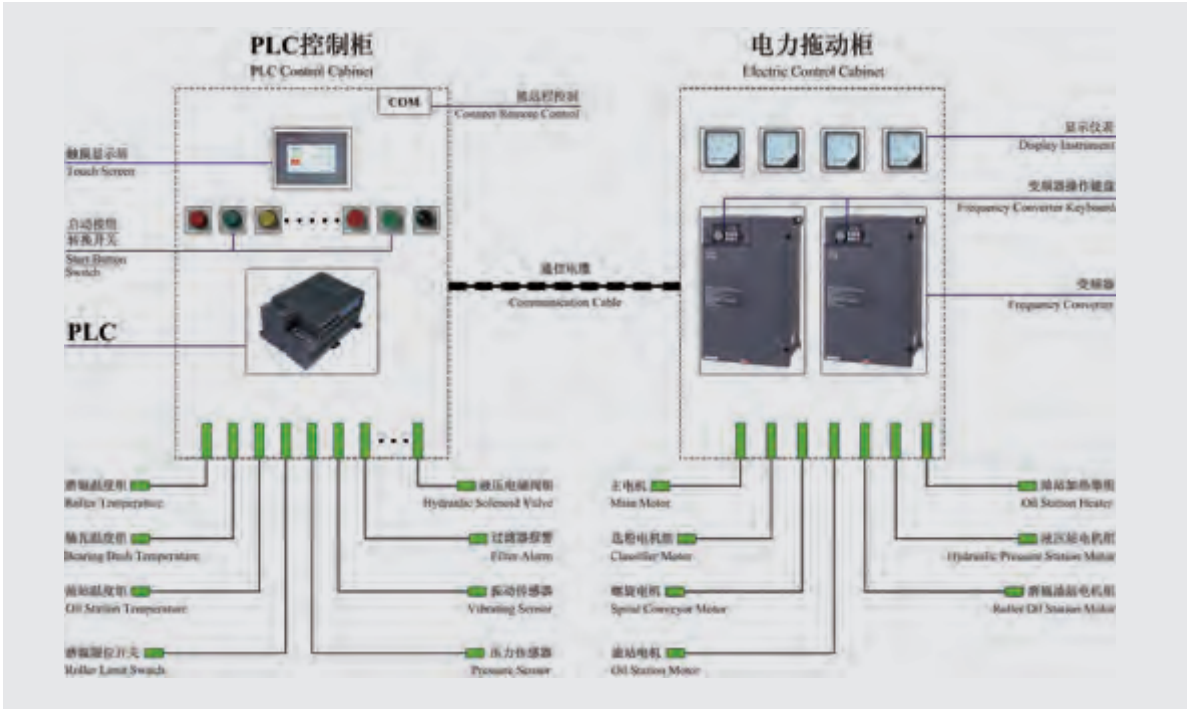 PLC控制柜
PLC Control Cabinet
电力拖动柜
Electric Control Cabinet
COM
被远程控制
Counter Remote Control
触摸显示屏
Touch Screen
启动按钮
转换开关
Start Button
Switch
PLC
通信电缆
Communication Cable
显示仪表
Display Instrument
变频器操作键盘
Frequency Converter Keyboard
变频器
Frequency Converter
磨辊温度组
Roller Temperature
轴瓦温度组
Bearing Bush Temperature
油站温度组
Oil Station Temperature
磨辊限位开关
Roller Limit Switch
液压电磁阀组
Hydraulic Solenoid Valve
过滤器报警
Filter Alarm
振动传感器
Vibrating Sensor
压力传感器
Pressure Sensor
主电机
Main Motor
选粉电机组
Classifier Motor
螺旋电机
Spiral Conveyor Motor
油站电机
Oil Station Motor
油站加热器组
Oil Station Heater
液压站电机组
Hydraulic Pressure Station Motor
磨辊油站电机组
Roller Oil Station Motor